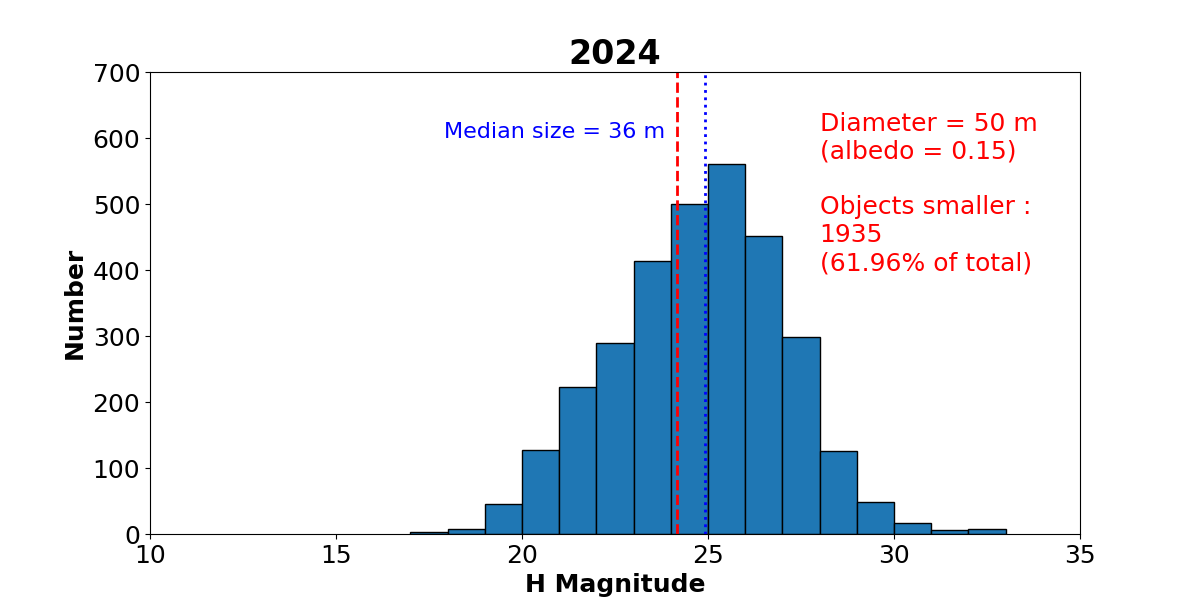 2024
Median size = 36 m
Diameter = 50 m
(albedo = 0.15)
Objects smaller :
1935
(61.96% of total)
Number
700
600
500
400
300
200
100
0
10
15
20
25
30
35
H Magnitude